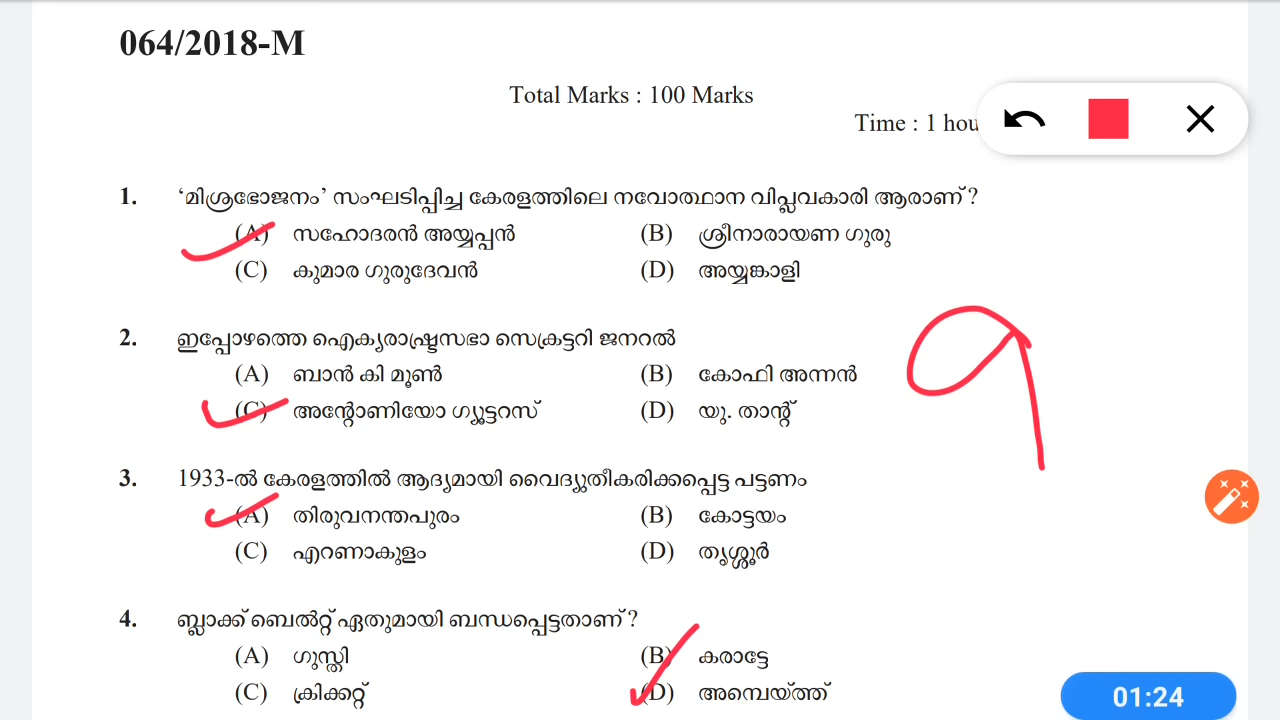 064/2018-M
Total Marks : 100 Marks
Time : 1 hou
1. ‘മിശ്രഭോജനം’ സംഘടിപ്പിച്ച കേരളത്തിലെ നവോത്ഥാന വിപ്ലവകാരി ആരാണ് ?
(A) സഹോദരൻ അയ്യപ്പൻ (B) ശ്രീനാരായണ ഗുരു
(C) കുമാര ഗുരുദേവൻ (D) അയ്യങ്കാളി
2. ഇപ്പോഴത്തെ ഐക്യരാഷ്ട്രസഭാ സെക്രട്ടറി ജനറൽ
(A) ബാൻ കി മൂൺ (B) കോഫി അന്നൻ
(C) അന്റോണിയോ ഗ്യൂട്ടറസ് (D) യു. താന്റ്
3. 1933-ൽ കേരളത്തിൽ ആദ്യമായി വൈദ്യുതീകരിക്കപ്പെട്ട പട്ടണം
(A) തിരുവനന്തപുരം (B) കോട്ടയം
(C) എറണാകുളം (D) തൃശ്ശൂർ
4. ബ്ലാക്ക് ബെൽറ്റ് ഏതുമായി ബന്ധപ്പെട്ടതാണ് ?
(A) ഗുസ്തി (B) കരാട്ടേ
(C) ക്രിക്കറ്റ് (D) അമ്പെയ്ത്ത്
9
01:24